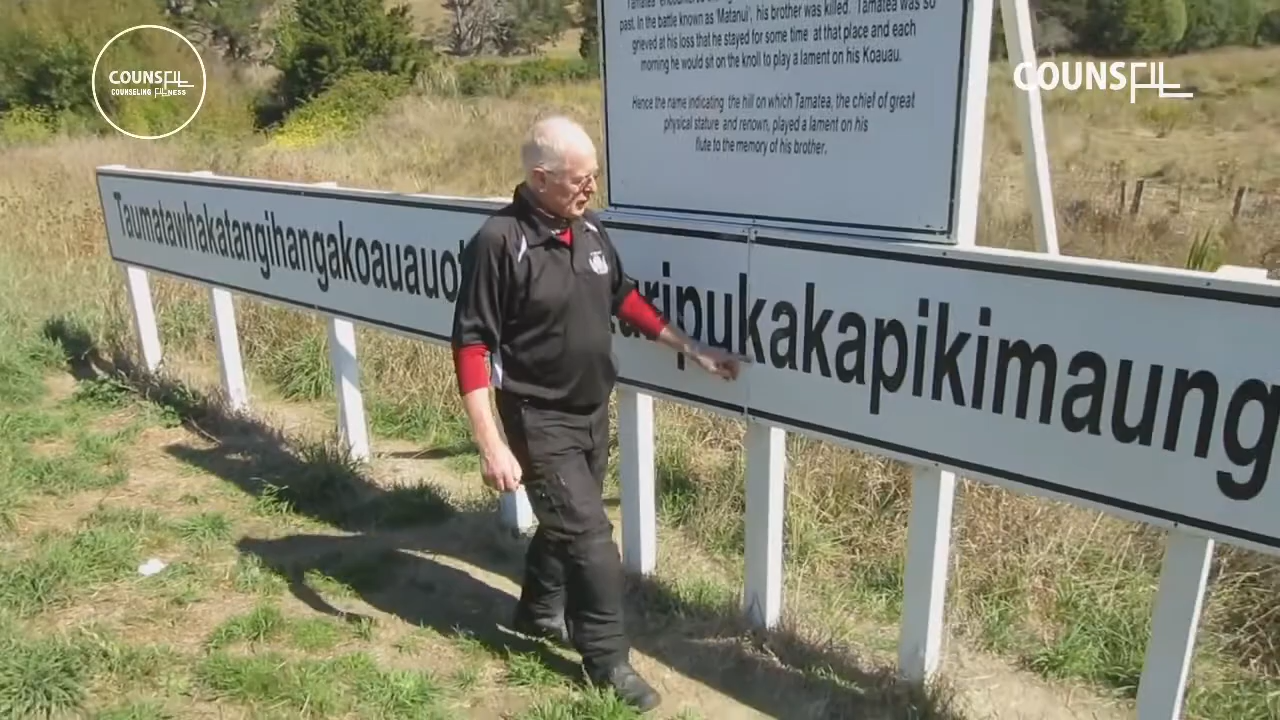 COUNSFIL
COUNSELING FILNESS
COUNSFIL
past. In the battle known as 'Matanui', his brother was killed. Tamatea was so
grieved at his loss that he stayed for some time at that place and each
morning he would sit on the knoll to play a lament on his Koauau.
Hence the name indicating the hill on which Tamatea, the chief of great
physical stature and renown, played a lament on his
flute to the memory of his brother.
Taumatawhakatangihangakoauauot
uripukakapikimaung